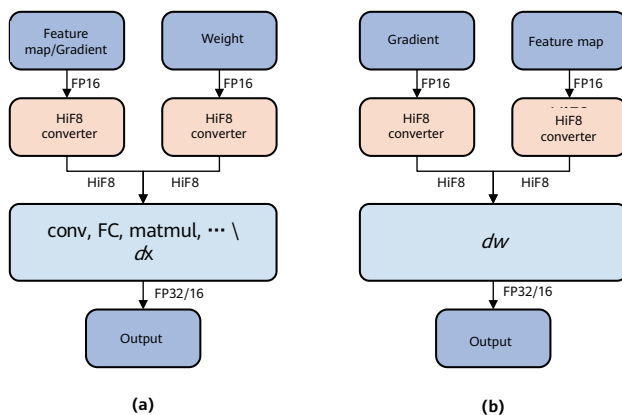 Feature
map/Gradient
Weight
FP16
FP16
HiF8
converter
HiF8
converter
HiF8
HiF8
conv, FC, matmul, ··· \
dx
FP32/16
Output
(a)
Gradient
Feature map
FP16
FP16
HiF8
converter
HiF8
converter
HiF8
HiF8
dw
FP32/16
Output
(b)